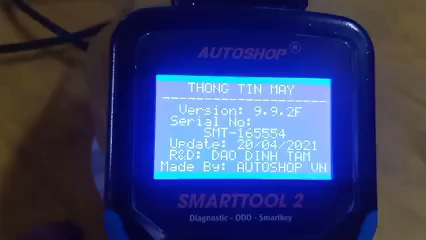 AUTOSHOP®
THONG TIN MAY
Version: 9.9.2F
Serial No:
SMT-165554
Update: 20/04/2021
R&D: DAO DINH TAM
Made By: AUTOSHOP VN
SMARTTOOL 2
Diagnostic - ODO - Smartkey